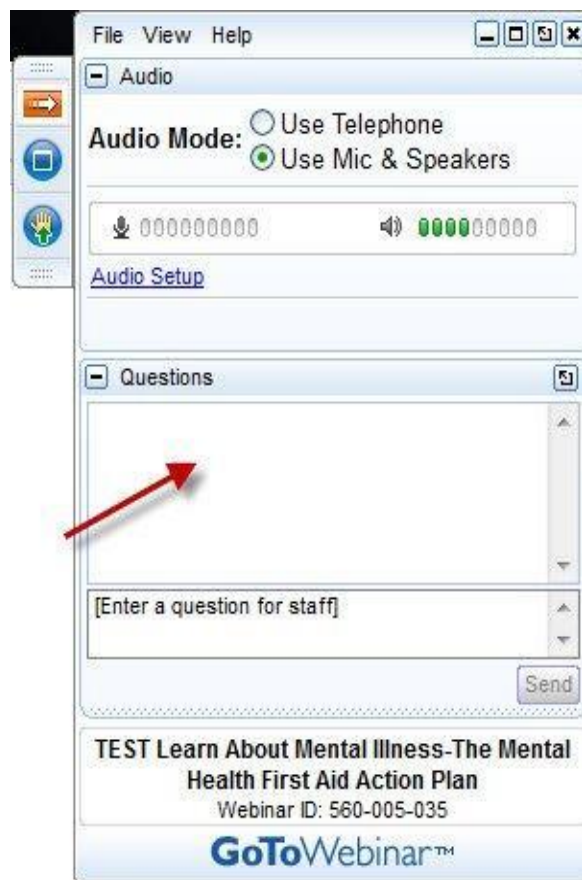 File View Help
Audio
Audio Mode: Use Telephone
Use Mic & Speakers
Audio Setup
Questions
[Enter a question for staff]
Send
TEST Learn About Mental Illness-The Mental
Health First Aid Action Plan
Webinar ID: 560-005-035
GoToWebinar™